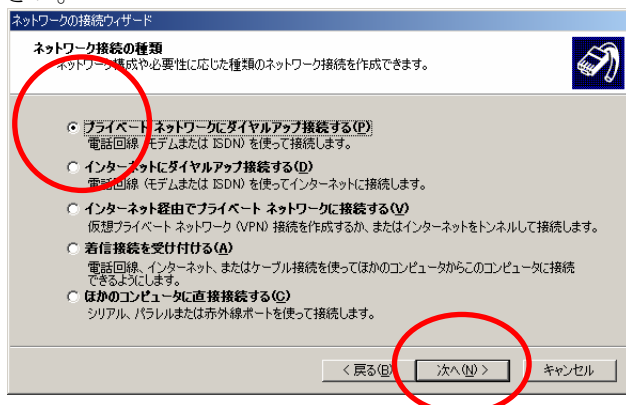 ネットワークの接続ウィザード
ネットワーク接続の種類
ネットワーク構成や必要性に応じた種類のネットワーク接続を作成できます。
プライベート ネットワークにダイヤルアップ接続する(P)
電話回線 (モデムまたは ISDN) を使って接続します。
インターネットにダイヤルアップ接続する(D)
電話回線 (モデムまたは ISDN) を使ってインターネットに接続します。
インターネット経由でプライベート ネットワークに接続する(V)
仮想プライベート ネットワーク (VPN) 接続を作成するか、またはインターネットをトンネルして接続します。
着信接続を受け付ける(A)
電話回線、インターネット、またはケーブル接続を使ってほかのコンピュータからこのコンピュータに接続
できるようにします。
ほかのコンピュータに直接接続する(C)
シリアル、パラレルまたは赤外線ポートを使って接続します。
< 戻る(B) 次へ(N) > キャンセル